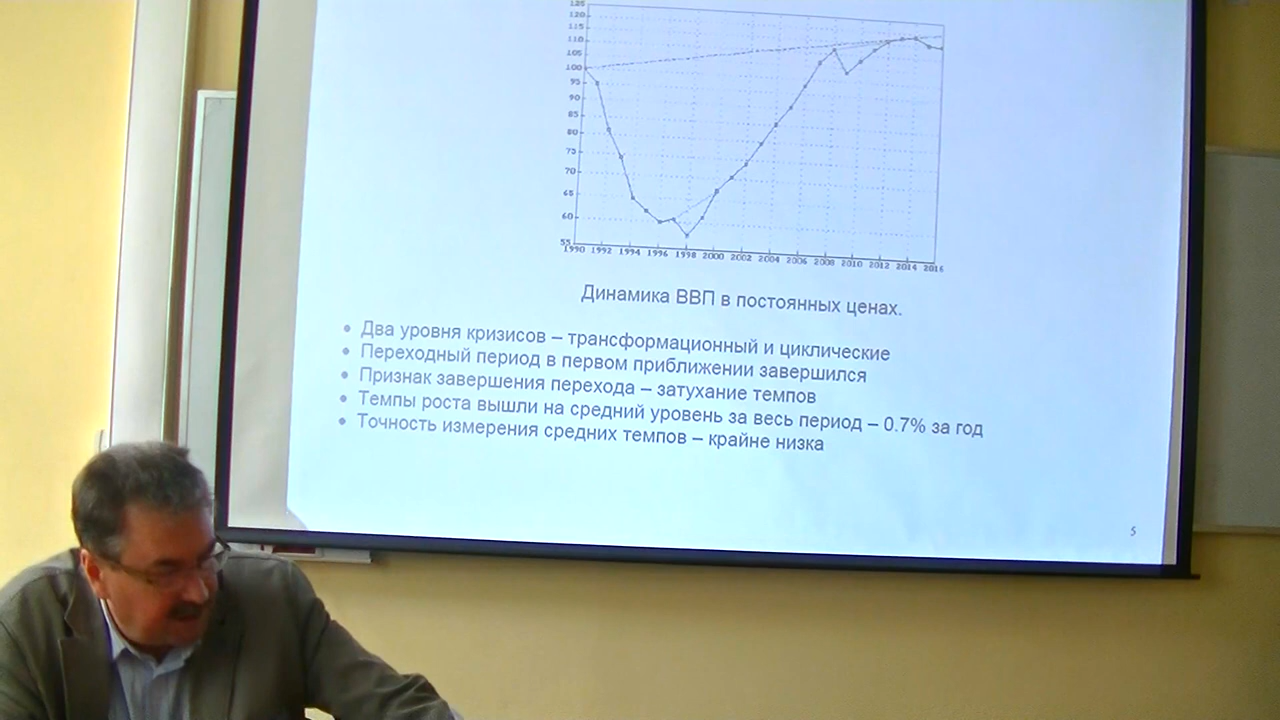 125
120
115
110
105
100
95
90
85
80
75
70
65
60
55
1990 1992 1994 1996 1998 2000 2002 2004 2006 2008 2010 2012 2014 2016
Динамика ВВП в постоянных ценах.
• Два уровня кризисов – трансформационный и циклические
• Переходный период в первом приближении завершился
• Признак завершения перехода – затухание темпов
• Темпы роста вышли на средний уровень за весь период – 0.7% за год
• Точность измерения средних темпов – крайне низка
5